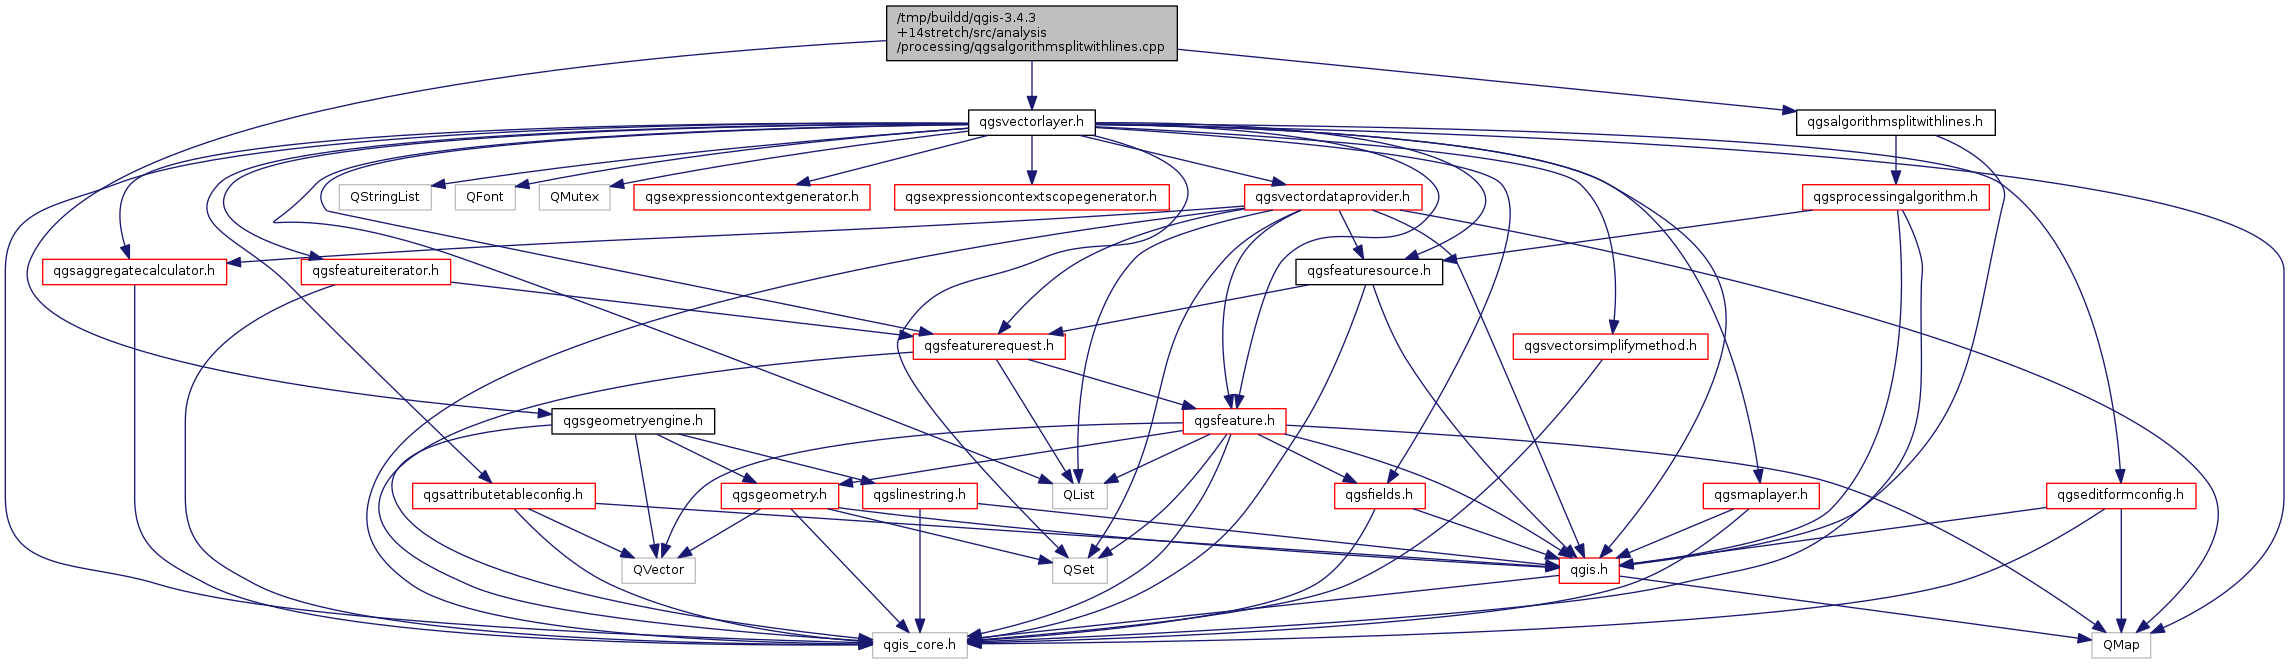 /tmp/buildd/qgis-3.4.3
+14stretch/src/analysis
/processing/qgsalgorithmsplitwithlines.cpp
qgsvectorlayer.h
qgsalgorithmsplitwithlines.h
QStringList
QFont
QMutex
qgsexpressioncontextgenerator.h
qgsexpressioncontextscopegenerator.h
qgsvectordataprovider.h
qgsprocessingalgorithm.h
qgsaggregatecalculator.h
qgsfeatureiterator.h
qgsfeaturesource.h
qgsfeaturerequest.h
qgsvectorsimplifymethod.h
qgsgeometryengine.h
qgsfeature.h
qgsattributetableconfig.h
qgsgeometry.h
qgslinestring.h
QList
qgsfields.h
qgsmaplayer.h
qgseditformconfig.h
QVector
QSet
qgis.h
qgis_core.h
QMap